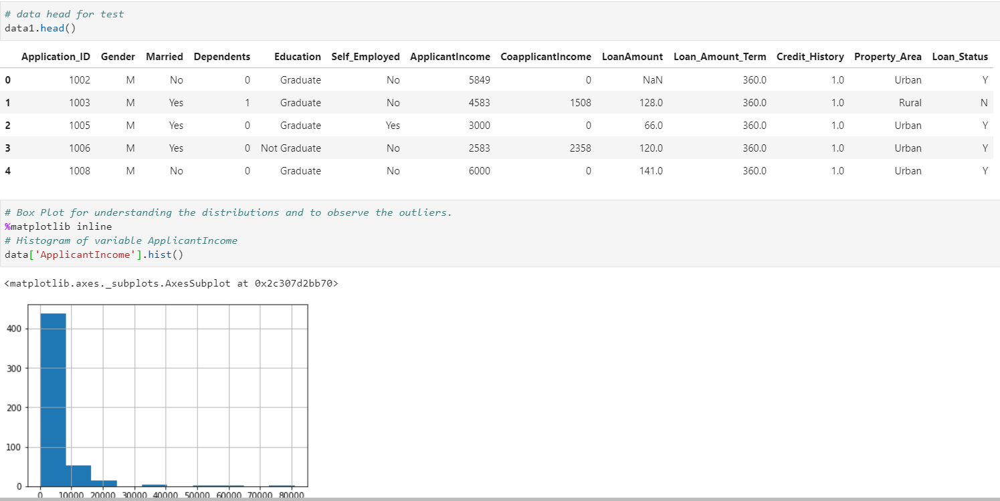 # data head for test
data1.head()
Application_ID Gender Married Dependents Education Self_Employed ApplicantIncome CoapplicantIncome LoanAmount Loan_Amount_Term Credit_History Property_Area Loan_Status
0 1002 M No 0 Graduate No 5849 0 NaN 360.0 1.0 Urban Y
1 1003 M Yes 1 Graduate No 4583 1508 128.0 360.0 1.0 Rural N
2 1005 M Yes 0 Graduate Yes 3000 0 66.0 360.0 1.0 Urban Y
3 1006 M Yes 0 Not Graduate No 2583 2358 120.0 360.0 1.0 Urban Y
4 1008 M No 0 Graduate No 6000 0 141.0 360.0 1.0 Urban Y
# Box Plot for understanding the distributions and to observe the outliers.
%matplotlib inline
# Histogram of variable ApplicantIncome
data['ApplicantIncome'].hist()
<matplotlib.axes._subplots.AxesSubplot at 0x2c307d2bb70>
400
300
200
100
0
0 10000 20000 30000 40000 50000 60000 70000 80000